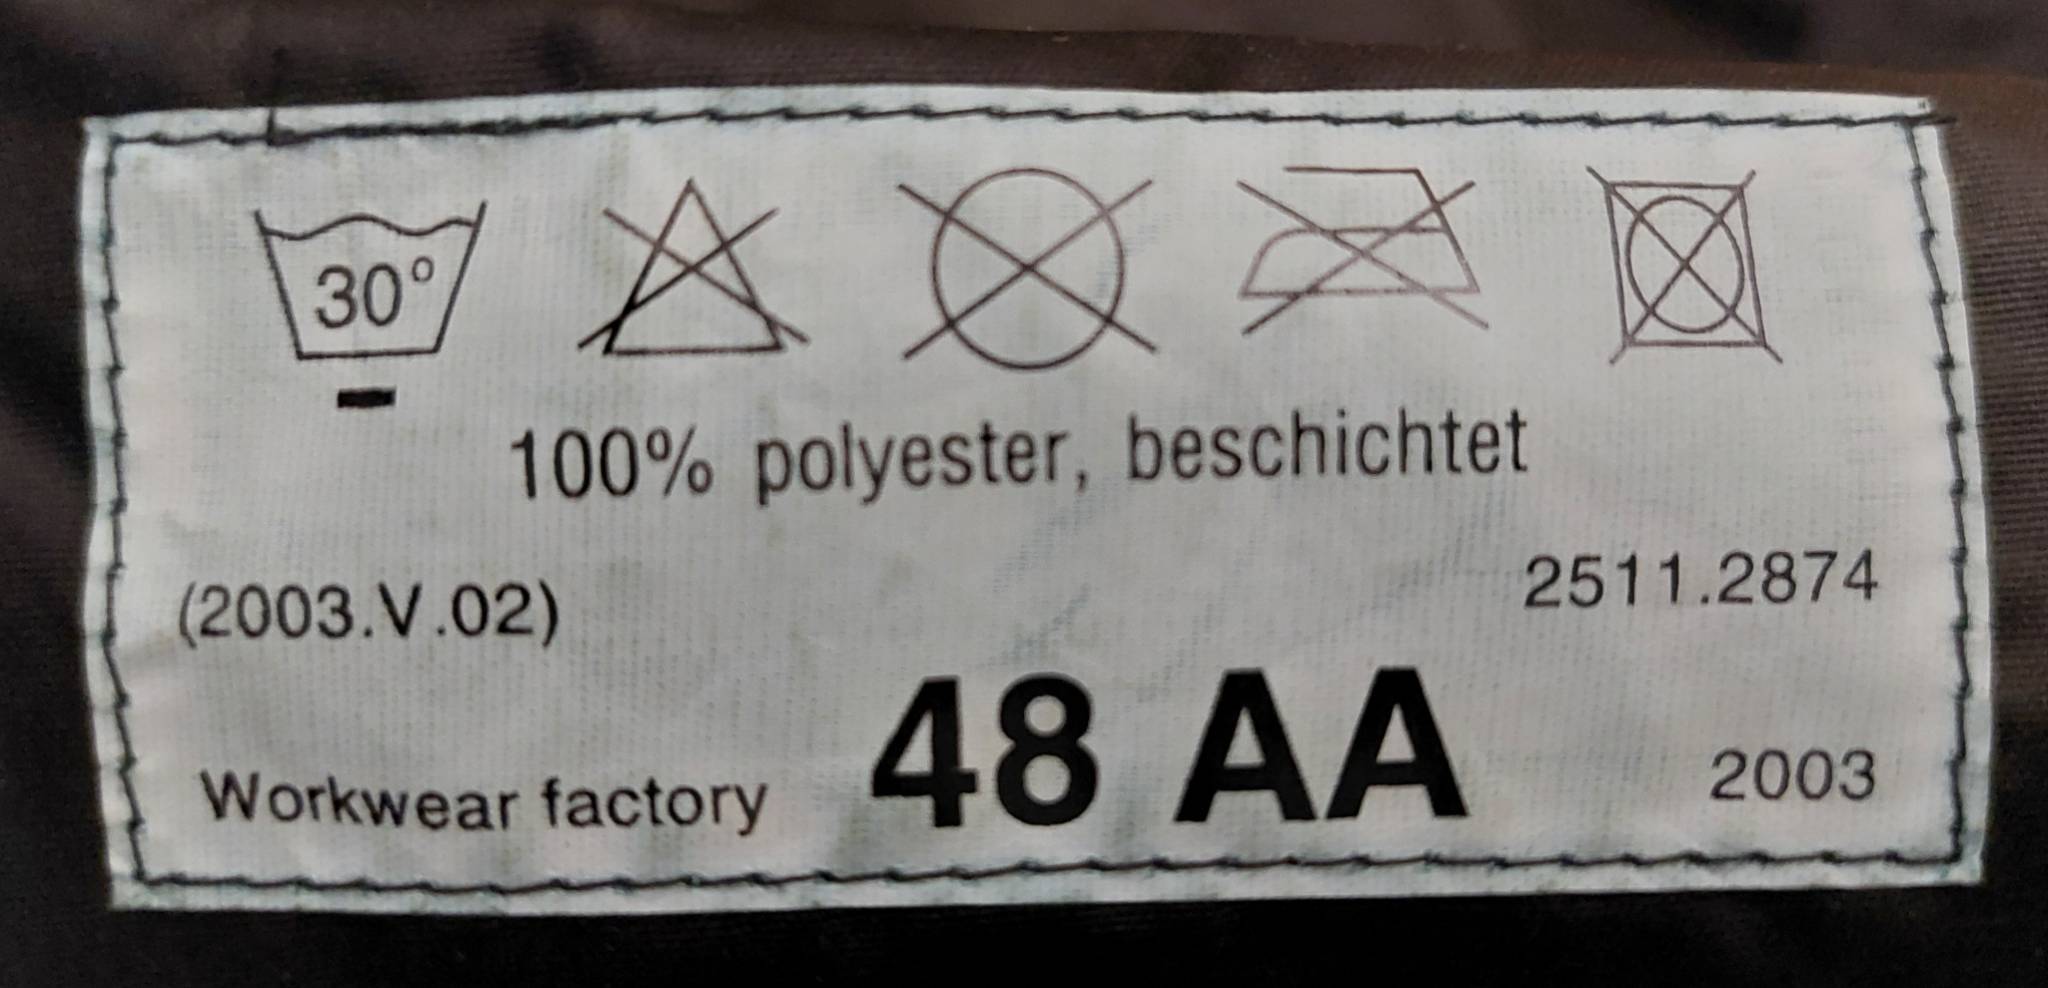 30°
100% polyester, beschichtet
2511.2874
(2003.V.02)
Workwear factory 48 AA 2003